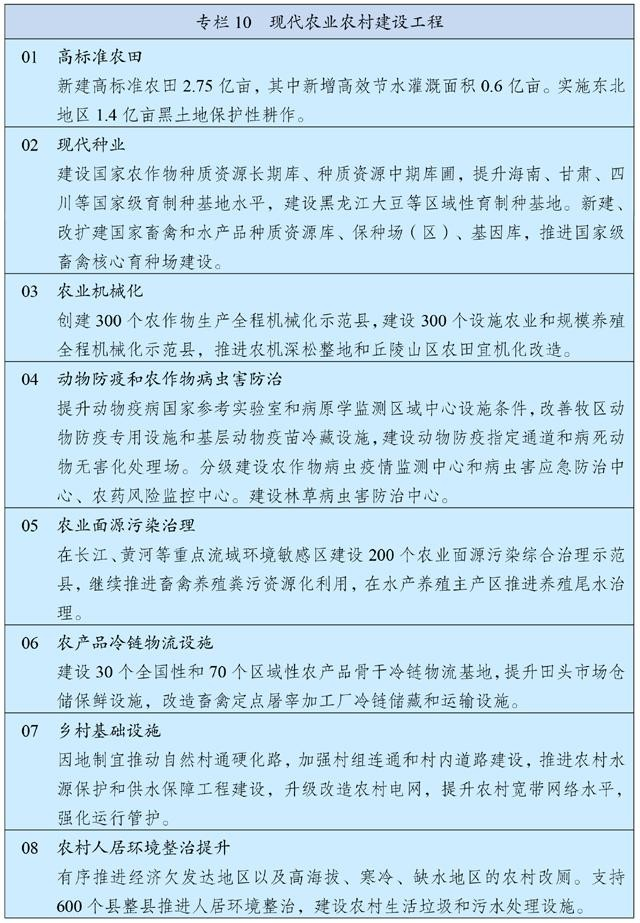 专栏 10　现代农业农村建设工程
01　高标准农田
新建高标准农田 2.75 亿亩，其中新增高效节水灌溉面积 0.6 亿亩。实施东北
地区 1.4 亿亩黑土地保护性耕作。
02　现代种业
建设国家农作物种质资源长期库、种质资源中期库圃，提升海南、甘肃、四
川等国家级育制种基地水平，建设黑龙江大豆等区域性育制种基地。新建、
改扩建国家畜禽和水产品种质资源库、保种场（区）、基因库，推进国家级
畜禽核心育种场建设。
03　农业机械化
创建 300 个农作物生产全程机械化示范县，建设 300 个设施农业和规模养殖
全程机械化示范县，推进农机深松整地和丘陵山区农田宜机化改造。
04　动物防疫和农作物病虫害防治
提升动物疫病国家参考实验室和病原学监测区域中心设施条件，改善牧区动
物防疫专用设施和基层动物疫苗冷藏设施，建设动物防疫指定通道和病死动
物无害化处理场。分级建设农作物病虫疫情监测中心和病虫害应急防治中
心、农药风险监控中心。建设林草病虫害防治中心。
05　农业面源污染治理
在长江、黄河等重点流域环境敏感区建设 200 个农业面源污染综合治理示范
县，继续推进畜禽养殖粪污资源化利用，在水产养殖主产区推进养殖尾水治
理。
06　农产品冷链物流设施
建设 30 个全国性和 70 个区域性农产品骨干冷链物流基地，提升田头市场仓
储保鲜设施，改造畜禽定点屠宰加工厂冷链储藏和运输设施。
07　乡村基础设施
因地制宜推动自然村通硬化路，加强村组连通和村内道路建设，推进农村水
源保护和供水保障工程建设，升级改造农村电网，提升农村宽带网络水平，
强化运行管护。
08　农村人居环境整治提升
有序推进经济欠发达地区以及高海拔、寒冷、缺水地区的农村改厕。支持
600 个县整县推进人居环境整治，建设农村生活垃圾和污水处理设施。